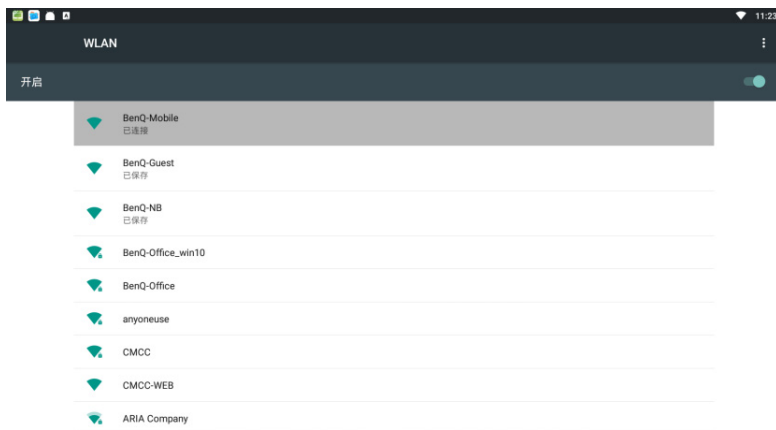 11:23
WLAN
开启
BenQ-Mobile
已连接
BenQ-Guest
已保存
BenQ-NB
已保存
BenQ-Office_win10
BenQ-Office
anyoneuse
CMCC
CMCC-WEB
ARIA Company